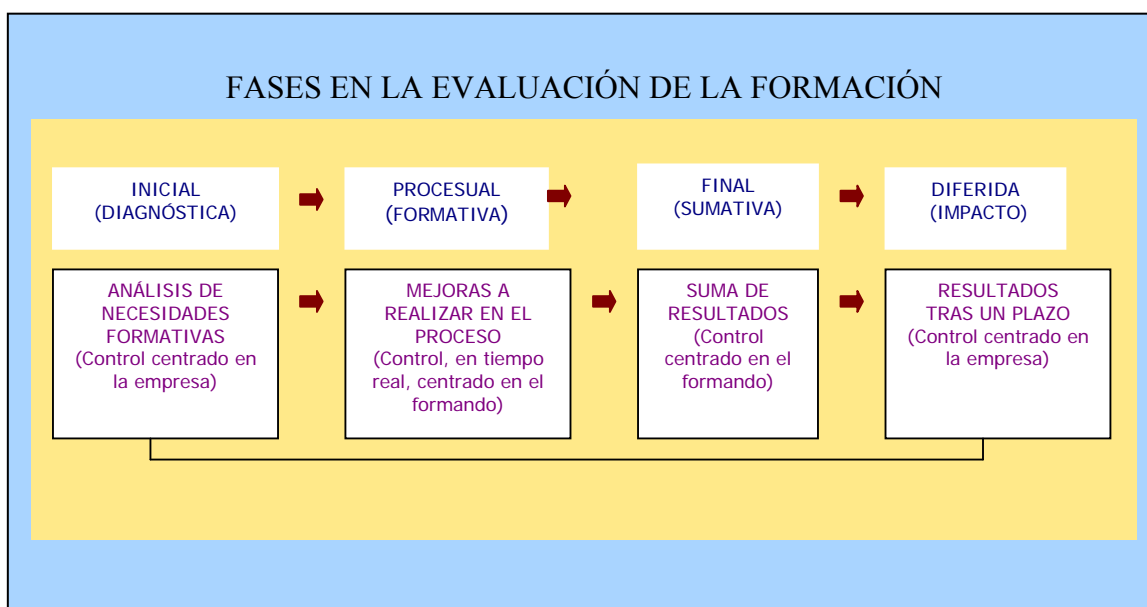 FASES EN LA EVALUACIÓN DE LA FORMACIÓN
INICIAL
(DIAGNÓSTICA)
PROCESUAL
(FORMATIVA)
FINAL
(SUMATIVA)
DIFERIDA
(IMPACTO)
ANÁLISIS DE
NECESIDADES
FORMATIVAS
(Control centrado en
la empresa)
MEJORAS A
REALIZAR EN EL
PROCESO
(Control, en tiempo
real, centrado en el
formando)
SUMA DE
RESULTADOS
(Control
centrado en el
formando)
RESULTADOS
TRAS UN PLAZO
(Control centrado en
la empresa)